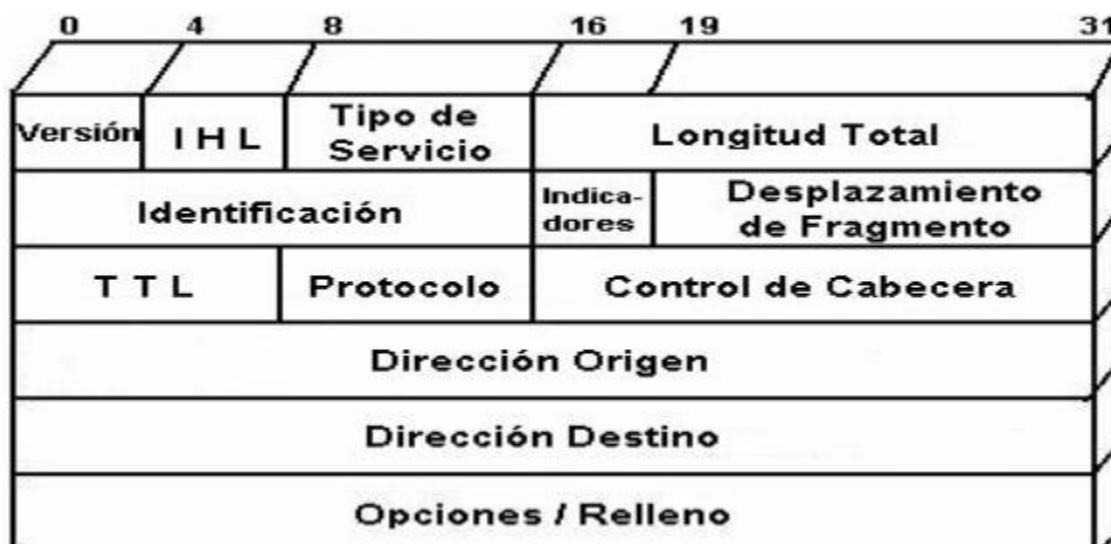 0 4 8 16 19 31
Versión I H L Tipo de Servicio Longitud Total
Identificación Indica-dores Desplazamiento de Fragmento
T T L Protocolo Control de Cabecera
Dirección Origen
Dirección Destino
Opciones / Relleno